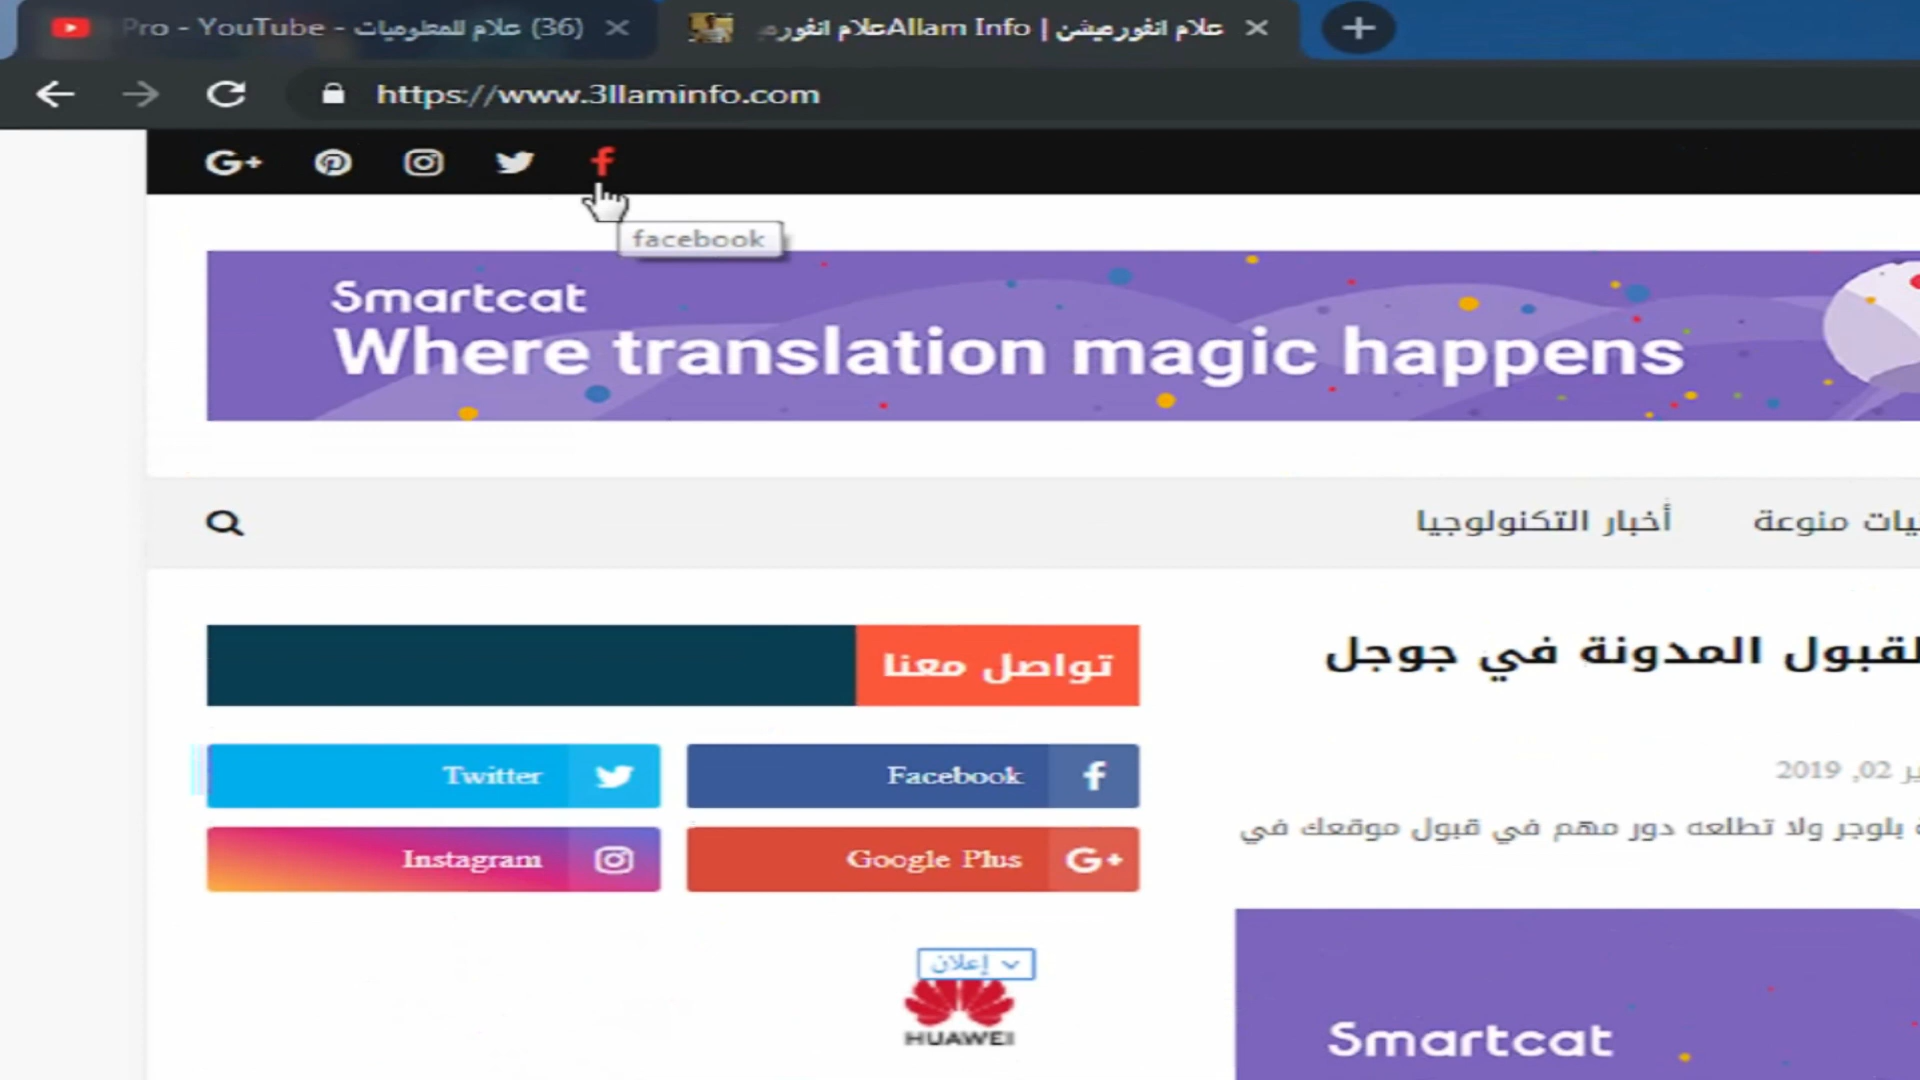 (36) علام للمعلوميات Pro - YouTube -
علام انفورميشن | Allam Info
https://www.3llaminfo.com
facebook
Smartcat
Where translation magic happens
أخبار التكنولوجيا
منوعة
تواصل معنا
لقبول المدونة في جوجل
Twitter
Facebook
02, 2019
بلوجر ولا تطلعه دور مهم في قبول موقعك في
Instagram
Google Plus
إعلان
HUAWEI
Smartcat